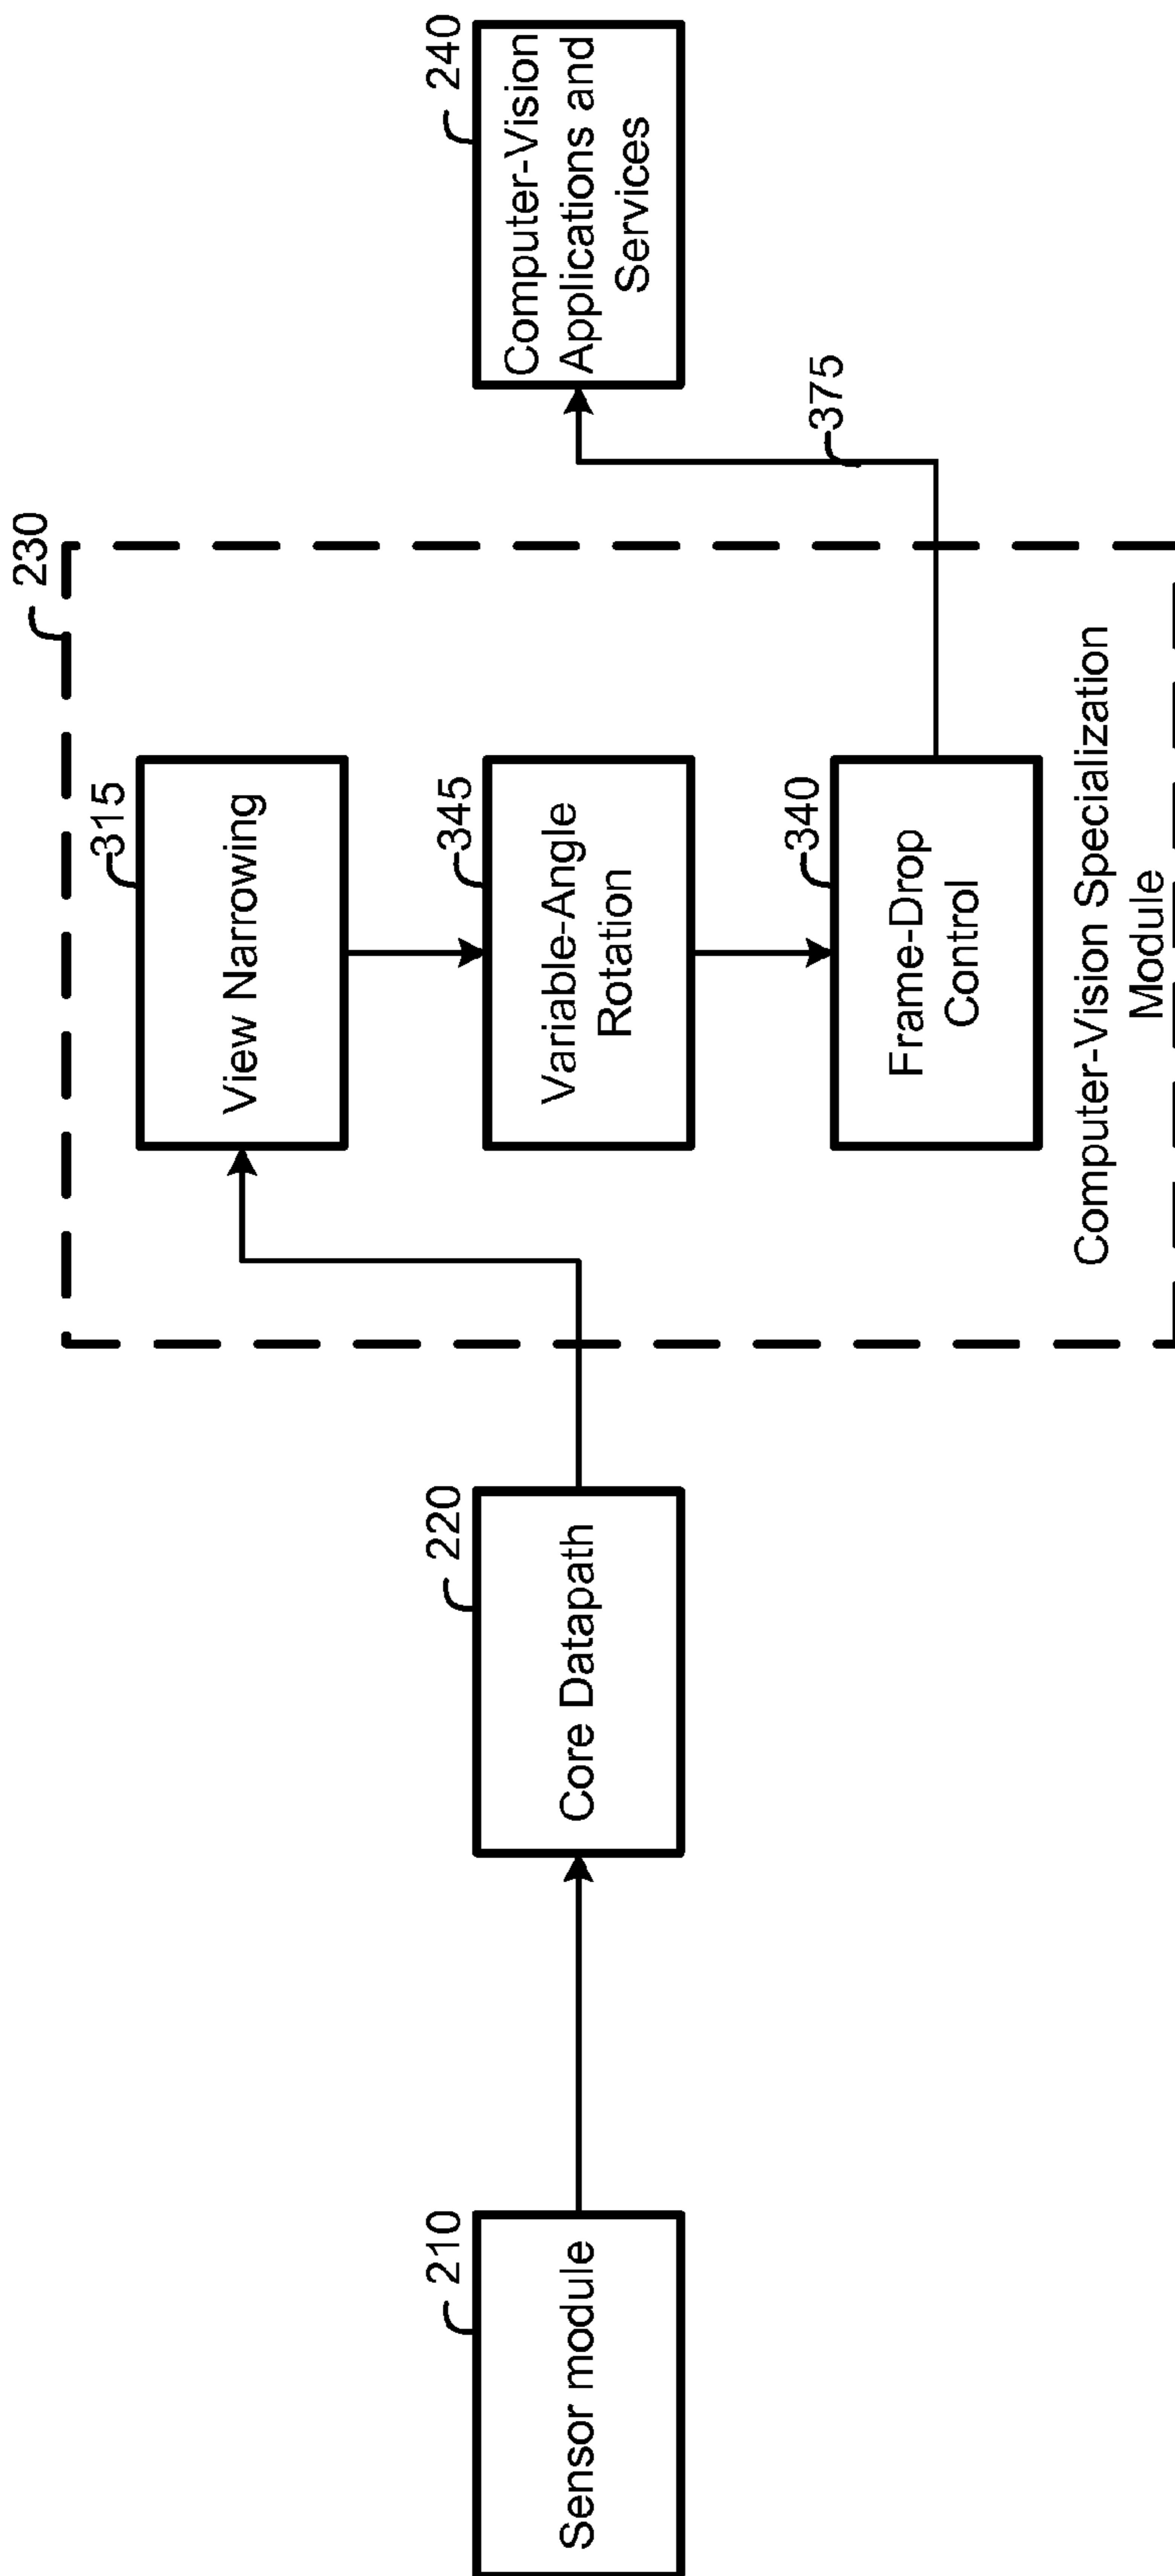 210
Sensor module
220
Core Datapath
230
315
View Narrowing
345
Variable-Angle
Rotation
340
Frame-Drop
Control
Computer-Vision Specialization
Module
375
240
Computer-Vision
Applications and
Services